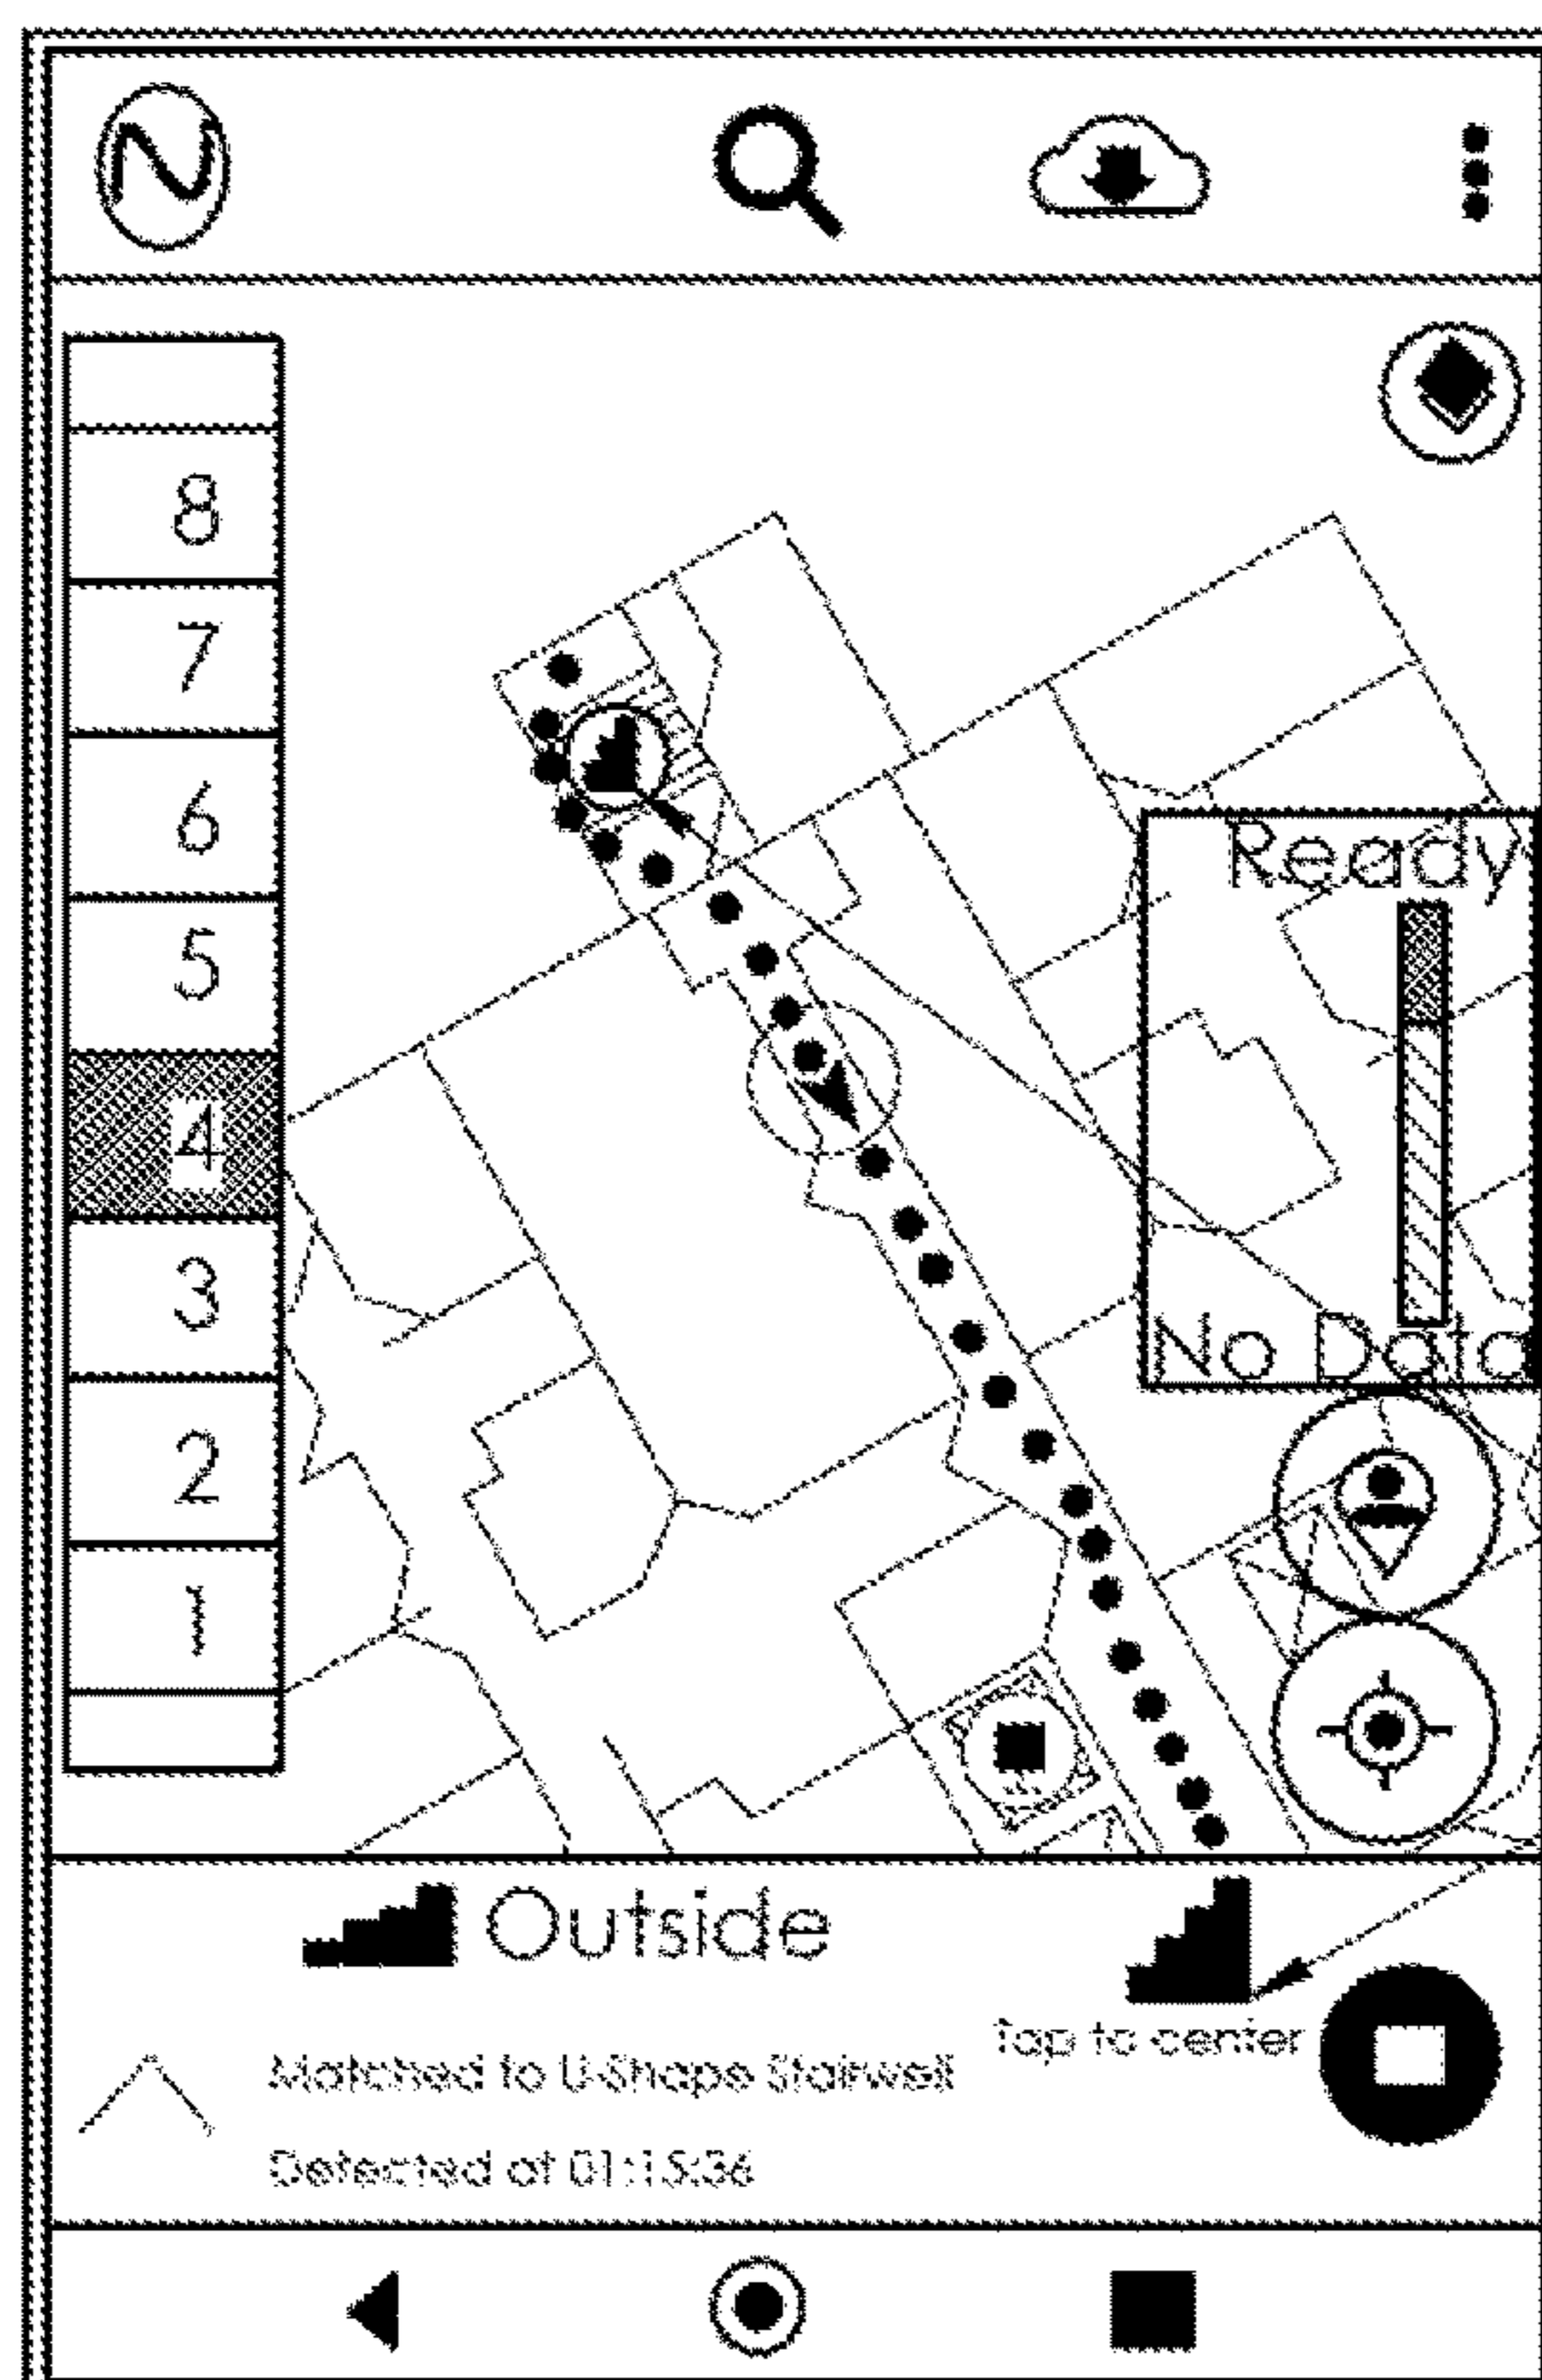 N
8
7
6
5
4
3
2
1
Ready
No Data
Outside
Tap to center
Matched to U-Shape Stairwell
Detected at 01:15:36